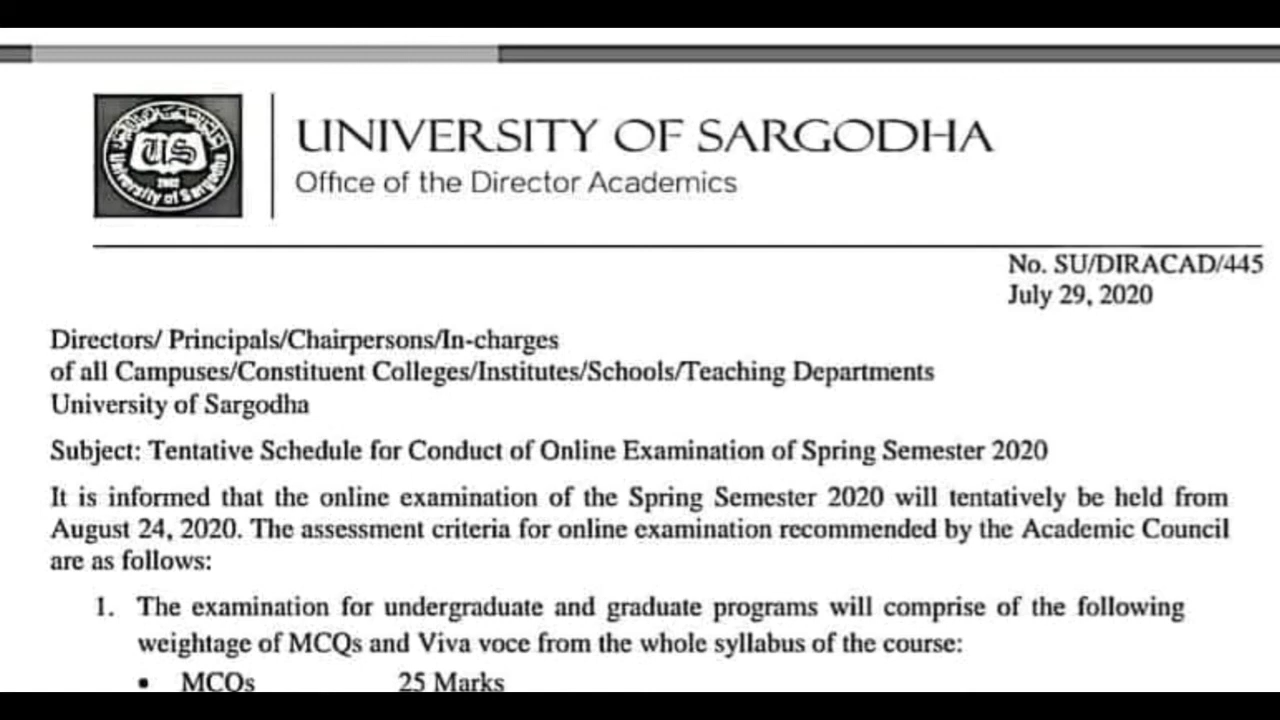 US
2002
University of Sargodha
UNIVERSITY OF SARGODHA
Office of the Director Academics
No. SU/DIRACAD/445
July 29, 2020
Directors/ Principals/Chairpersons/In-charges
of all Campuses/Constituent Colleges/Institutes/Schools/Teaching Departments
University of Sargodha
Subject: Tentative Schedule for Conduct of Online Examination of Spring Semester 2020
It is informed that the online examination of the Spring Semester 2020 will tentatively be held from
August 24, 2020. The assessment criteria for online examination recommended by the Academic Council
are as follows:
1. The examination for undergraduate and graduate programs will comprise of the following
weightage of MCQs and Viva voce from the whole syllabus of the course:
• MCQs 25 Marks